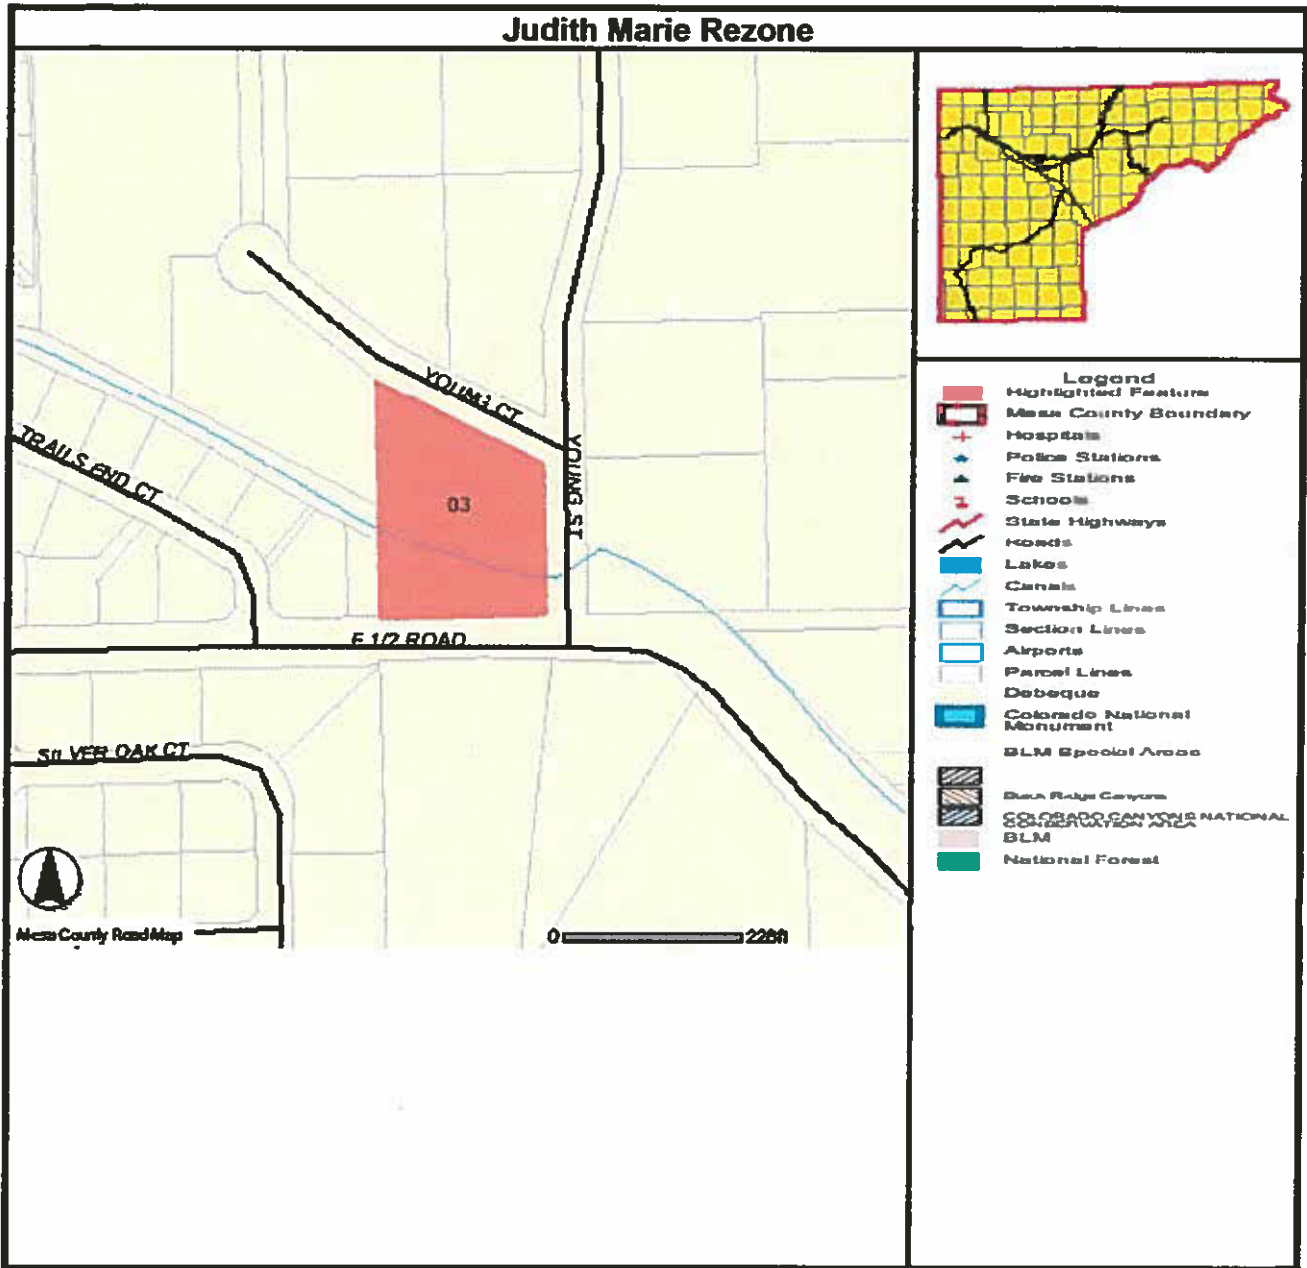 Judith Marie Rezone
YOUNG CT
YOUNG ST
TRAILS END CT
03
F 1/2 ROAD
SILVER OAK CT
Mesa County Road Map
0 226ft
Legend
Highlighted Feature
Mesa County Boundary
Hospitals
Police Stations
Fire Stations
Schools
State Highways
Roads
Lakes
Canals
Township Lines
Section Lines
Airports
Parcel Lines
Debeque
Colorado National
Monument
BLM Special Areas
Black Ridge Canyons
COLORADO CANYONS NATIONAL
CONSERVATION AREA
BLM
National Forest